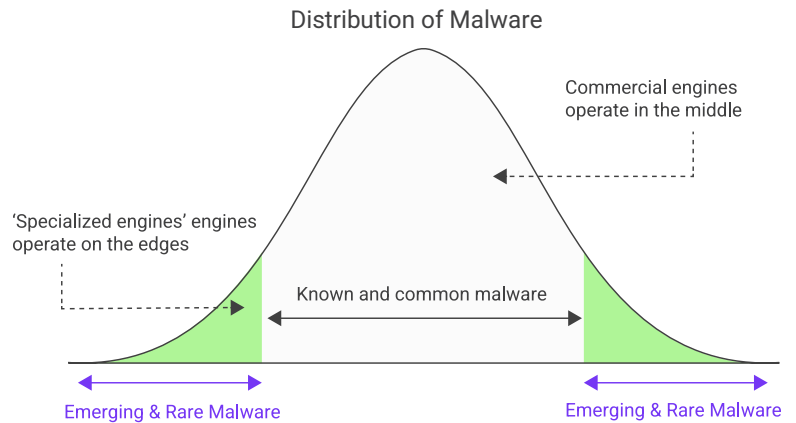 Distribution of Malware
Commercial engines
operate in the middle
‘Specialized engines’ engines
operate on the edges
Known and common malware
Emerging & Rare Malware
Emerging & Rare Malware